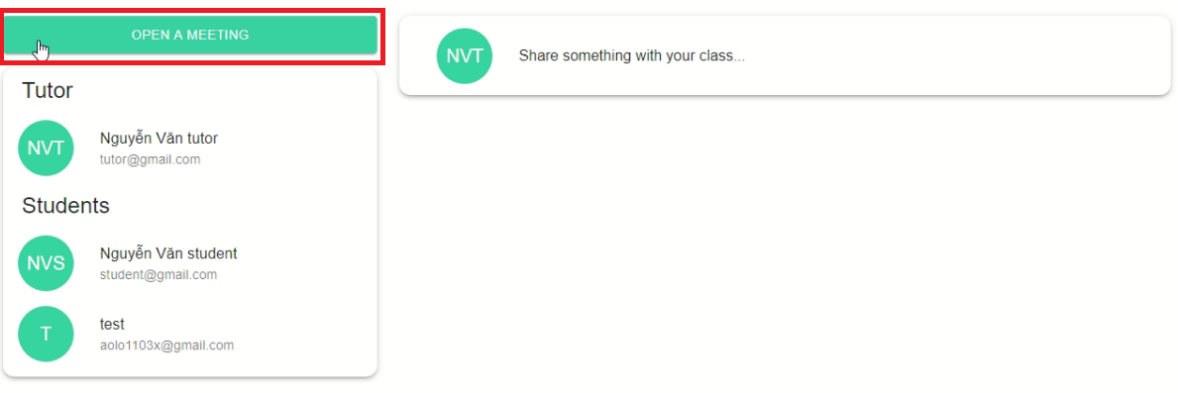 OPEN A MEETING
Tutor
NVT
Nguyễn Văn tutor
tutor@gmail.com
Students
NVS
Nguyễn Văn student
student@gmail.com
T
test
aolo1103x@gmail.com
NVT
Share something with your class...